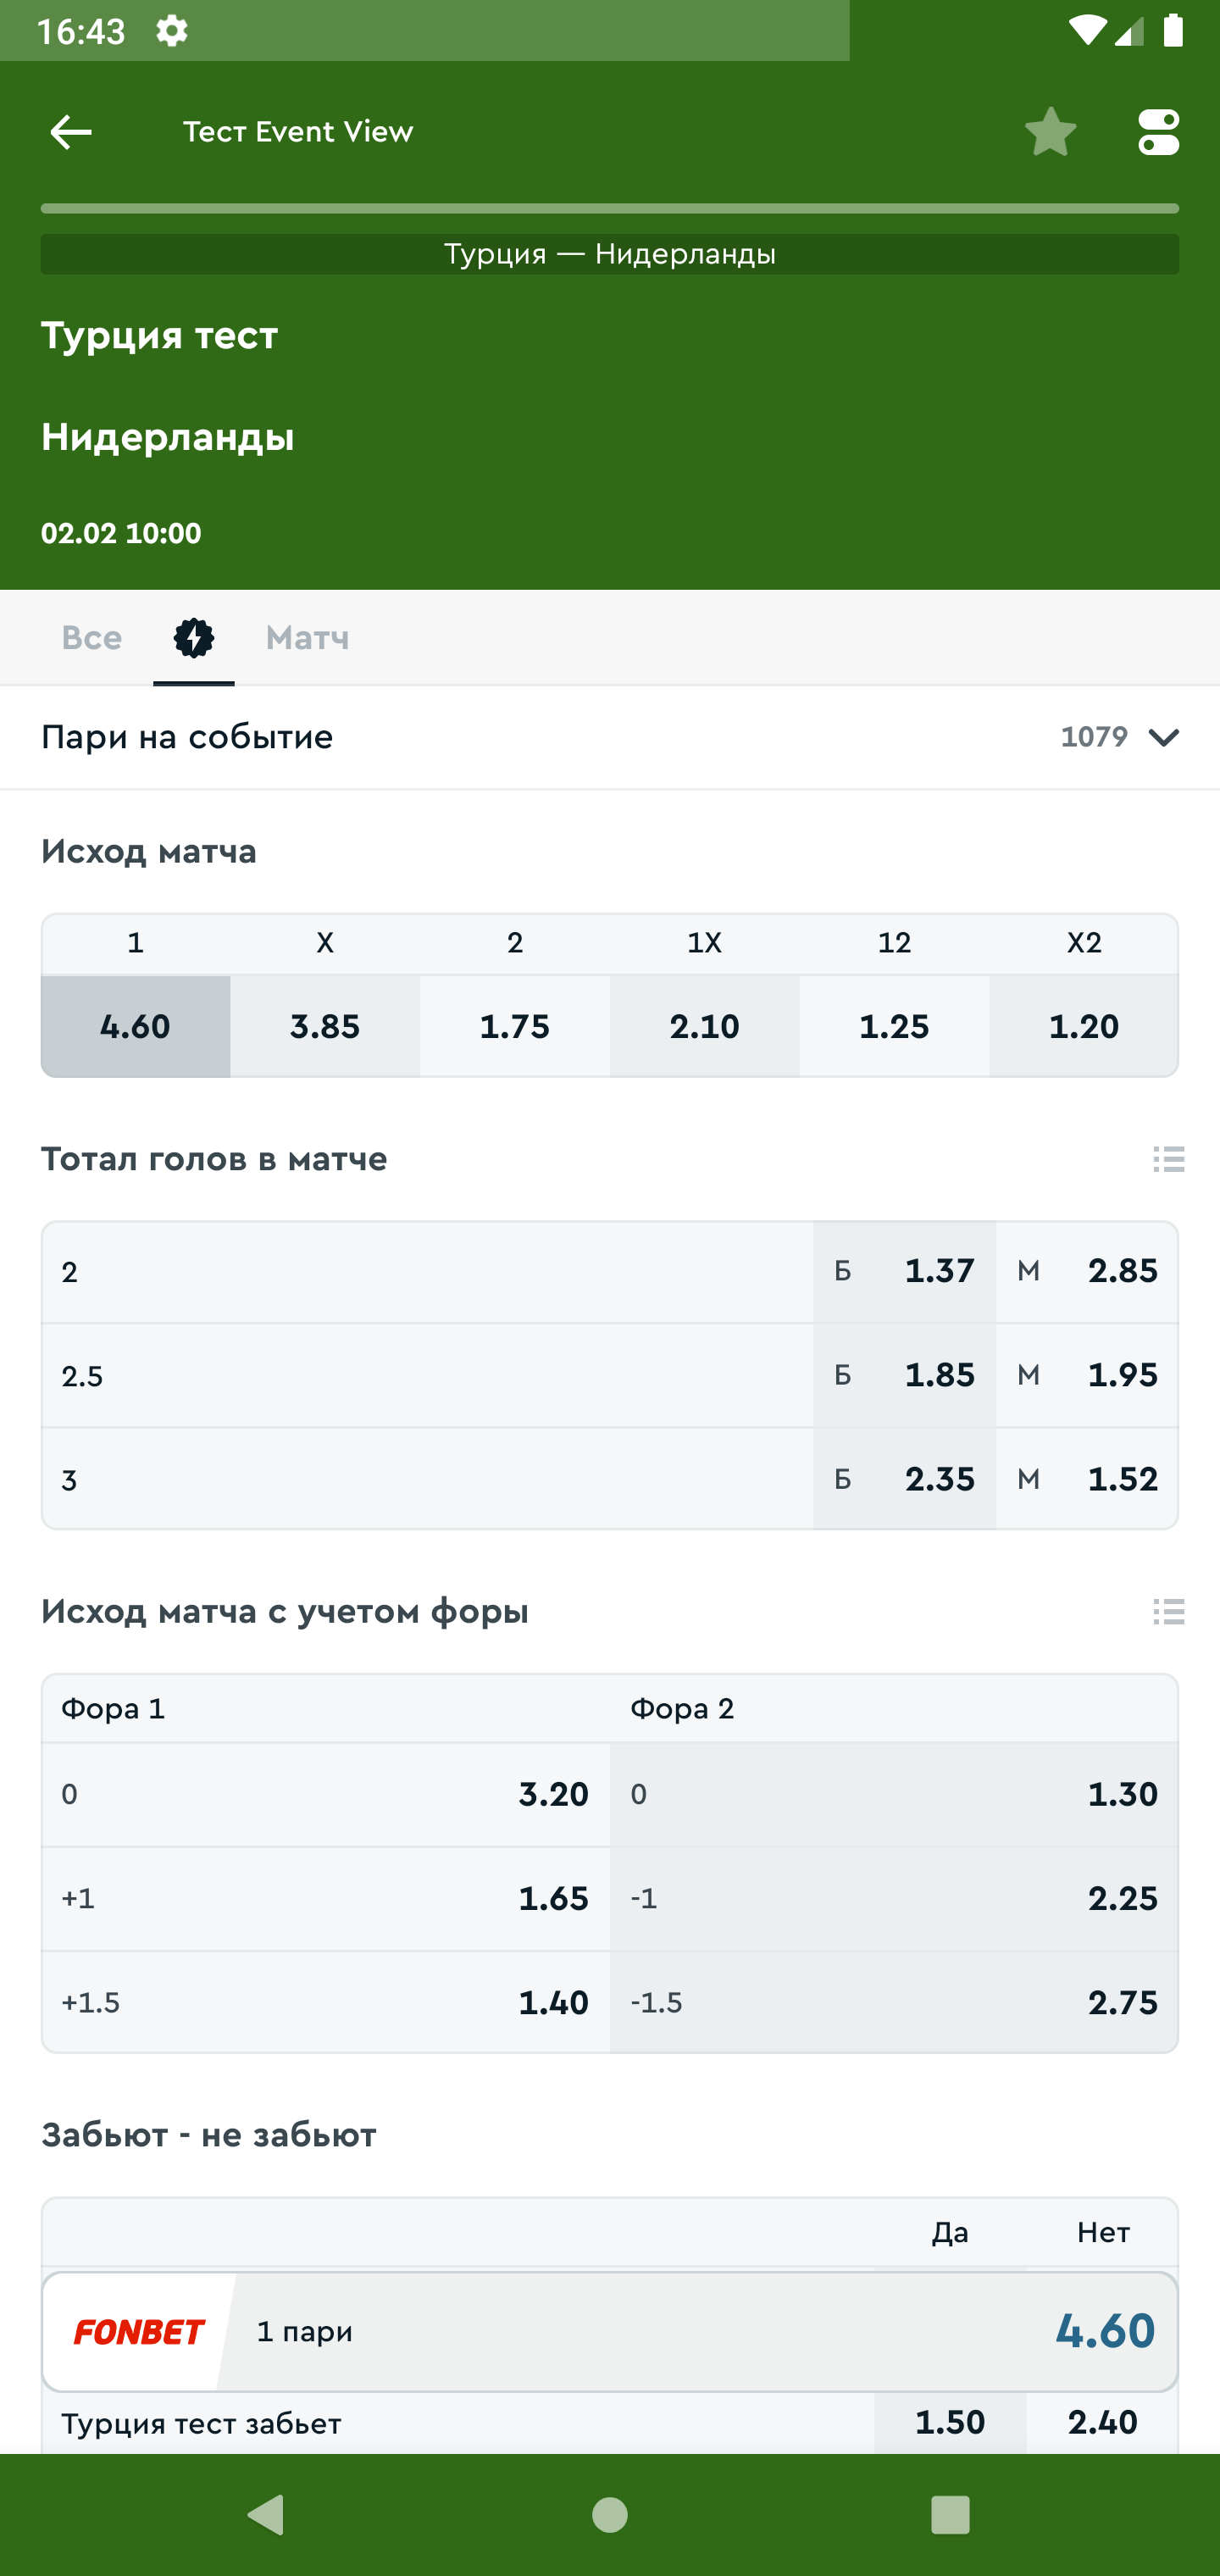 16:43
Тест Event View
Турция — Нидерланды
Турция тест
Нидерланды
02.02 10:00
Все Матч
Пари на событие 1079
Исход матча
1 X 2 1X 12 X2
4.60 3.85 1.75 2.10 1.25 1.20
Тотал голов в матче
2 Б 1.37 М 2.85
2.5 Б 1.85 М 1.95
3 Б 2.35 М 1.52
Исход матча с учетом форы
Фора 1 Фора 2
0 3.20 0 1.30
+1 1.65 -1 2.25
+1.5 1.40 -1.5 2.75
Забьют - не забьют
Да Нет
FONBET 1 пари 4.60
Турция тест забьет 1.50 2.40